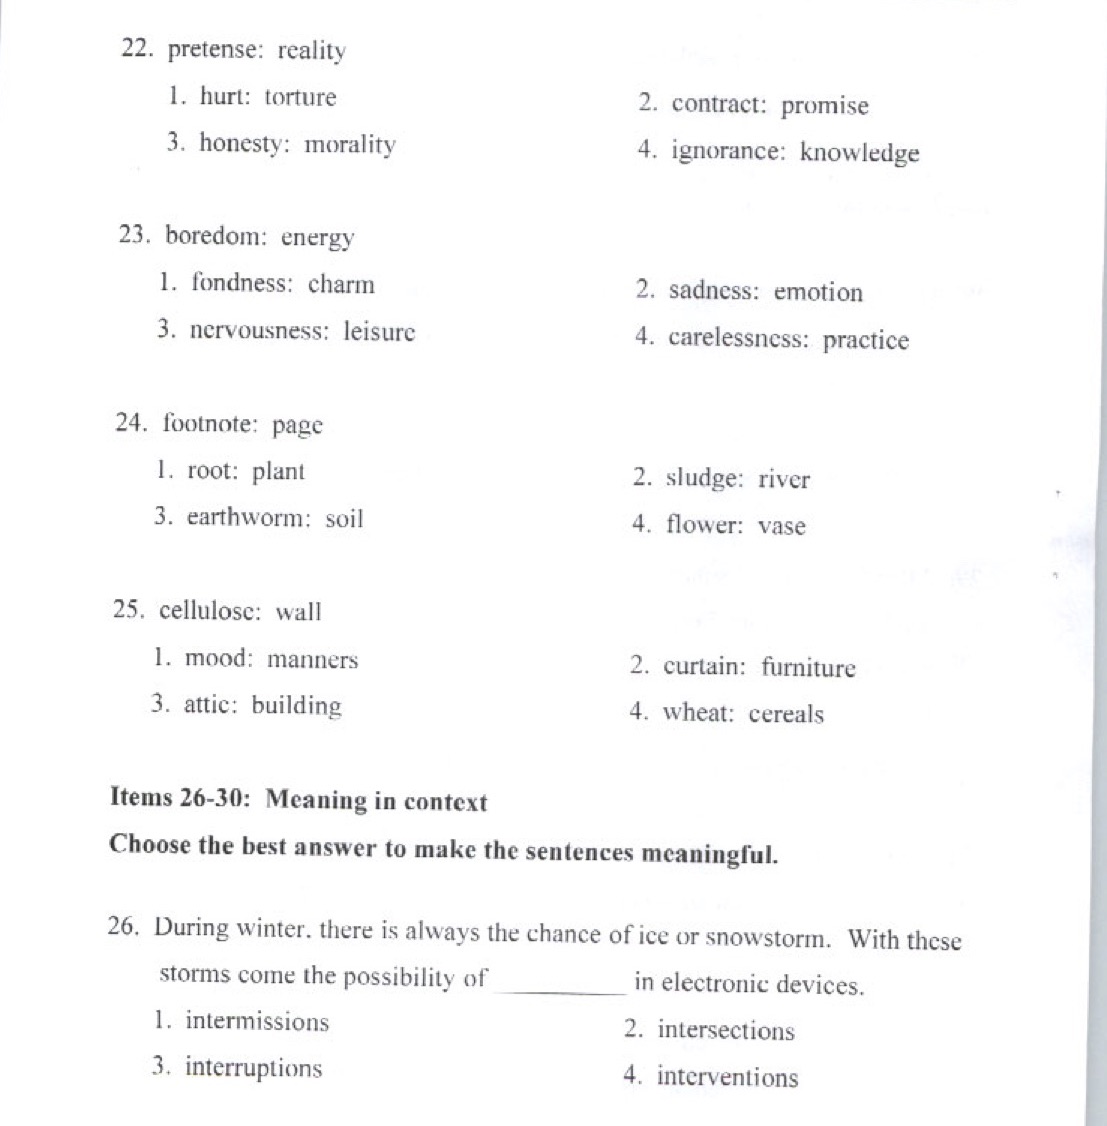 22. pretense: reality
1. hurt: torture
2. contract: promise
3. honesty: morality
4. ignorance: knowledge
23. boredom: energy
1. fondness: charm
2. sadness: emotion
3. nervousness: leisure
4. carelessness: practice
24. footnote: page
1. root: plant
2. sludge: river
3. earthworm: soil
4. flower: vase
25. cellulose: wall
1. mood: manners
2. curtain: furniture
3. attic: building
4. wheat: cereals
Items 26-30: Meaning in context
Choose the best answer to make the sentences meaningful.
26. During winter. there is always the chance of ice or snowstorm. With these
storms come the possibility of __________ in electronic devices.
1. intermissions
2. intersections
3. interruptions
4. interventions